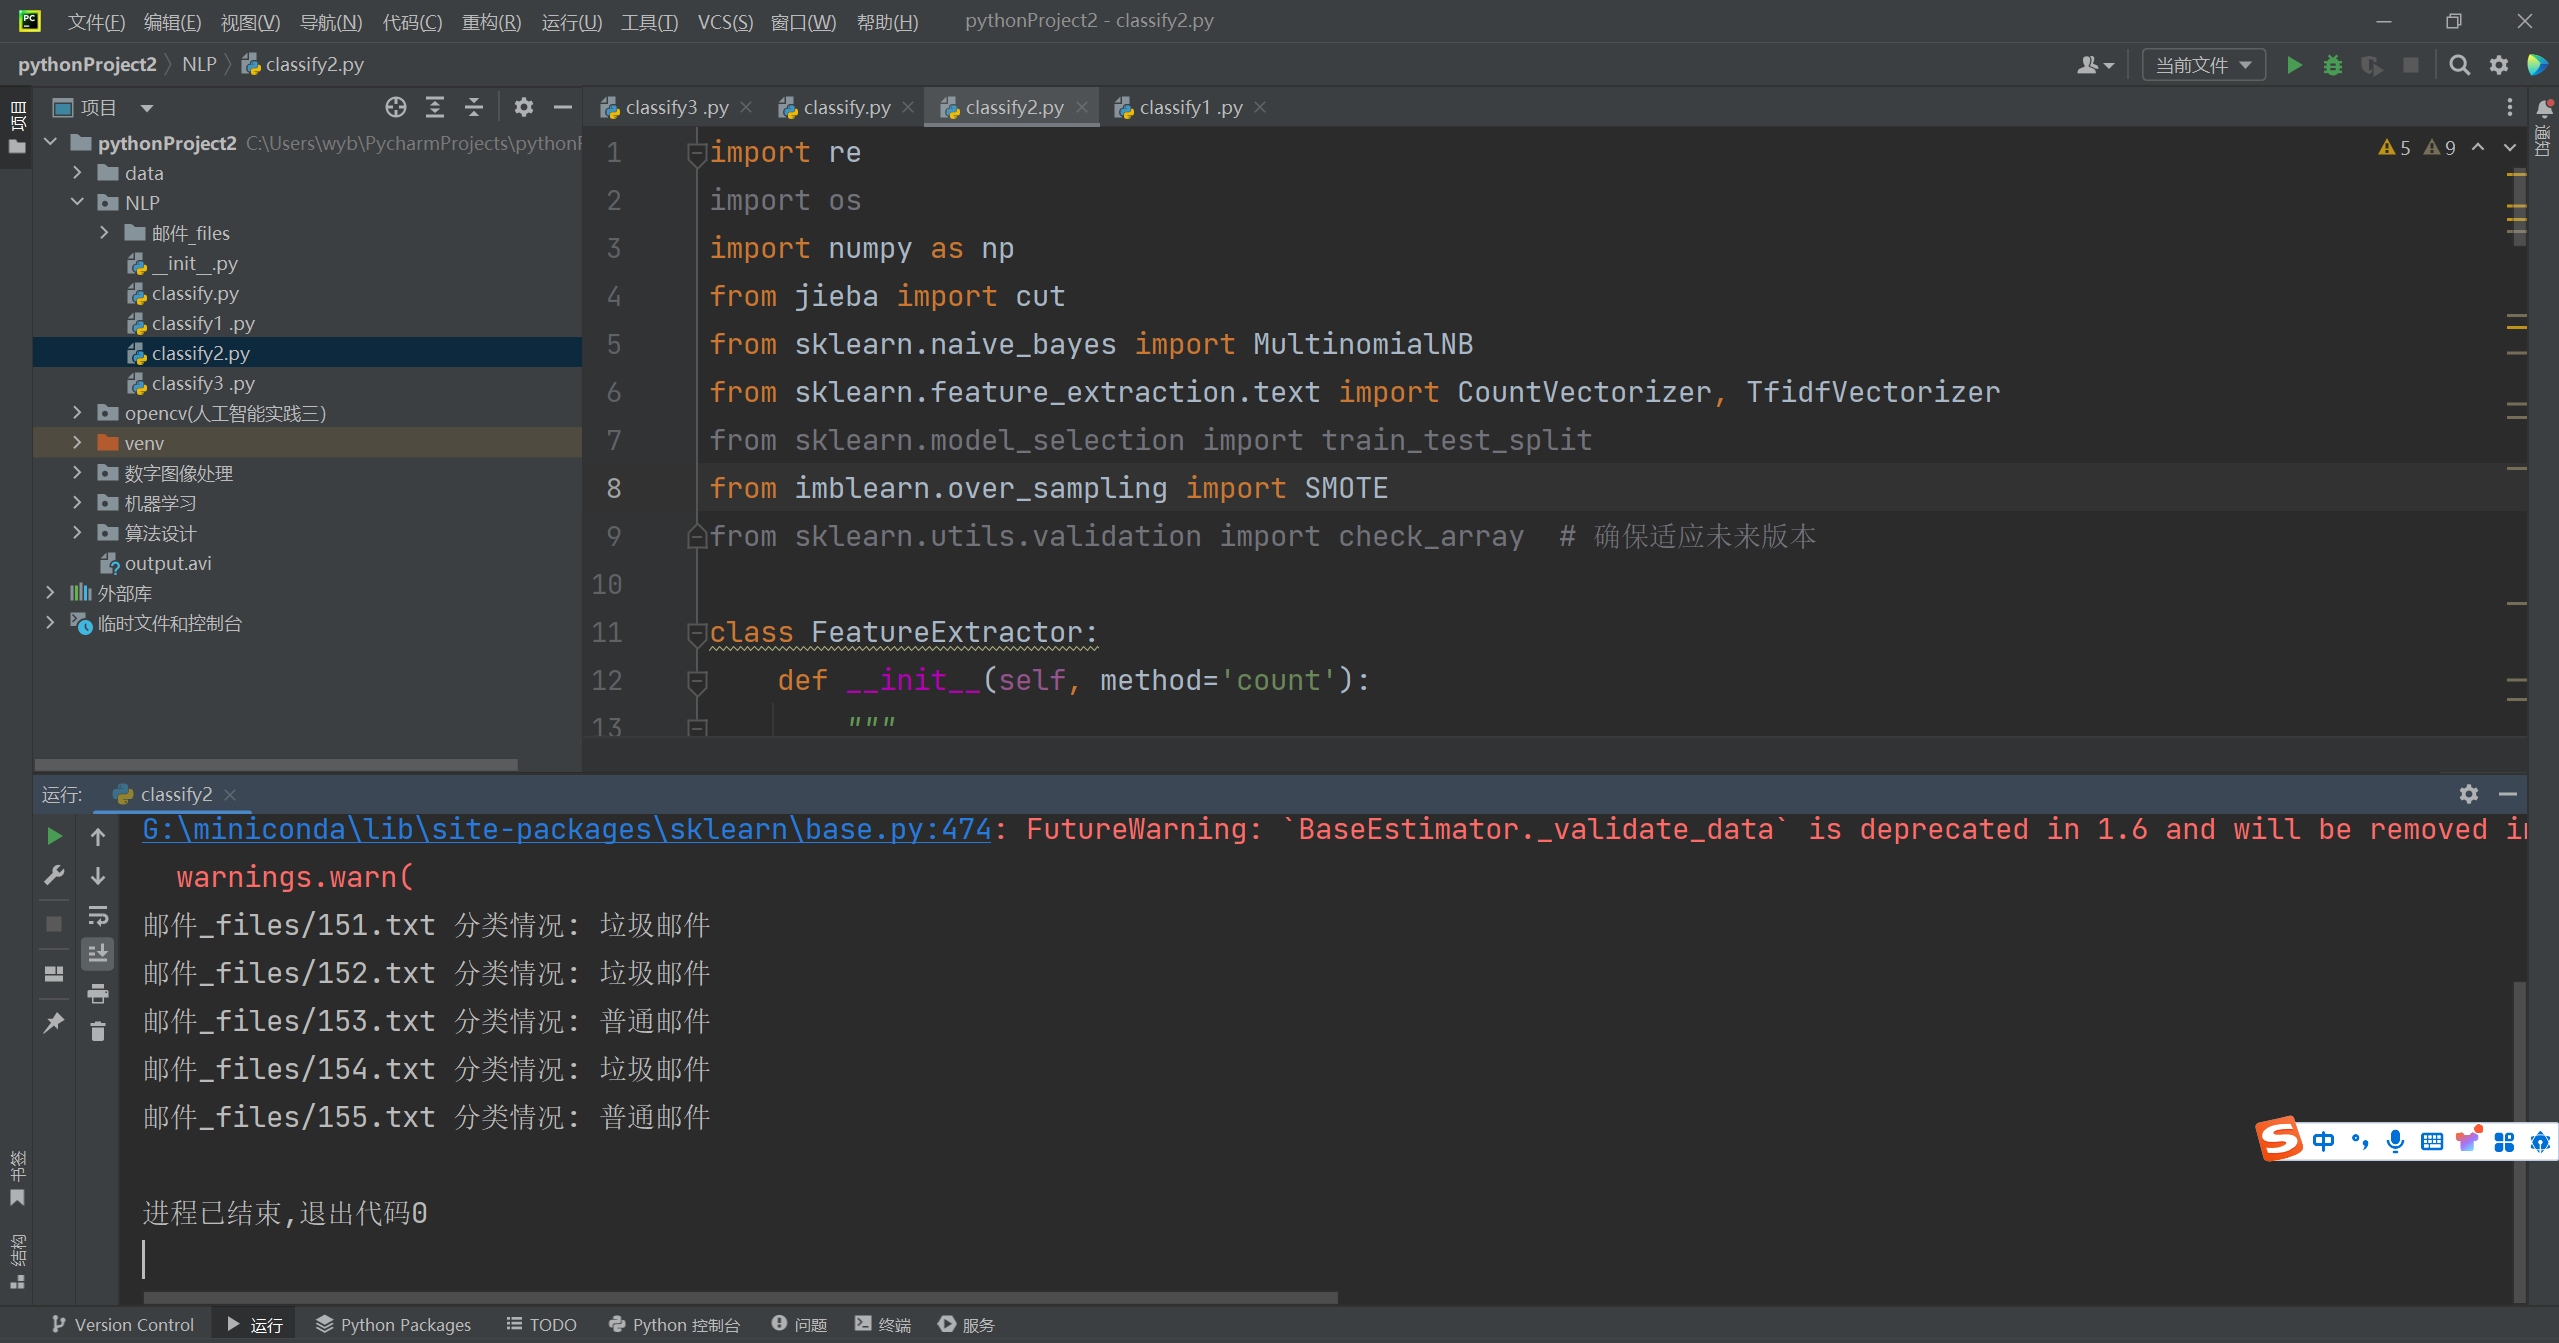 文件(F) 编辑(E) 视图(V) 导航(N) 代码(C) 重构(R) 运行(U) 工具(T) VCS(S) 窗口(W) 帮助(H) pythonProject2 - classify2.py
pythonProject2 NLP classify2.py
当前文件
项目
项目
classify3 .py classify.py classify2.py classify1 .py
通知
pythonProject2 C:\Users\wyb\PycharmProjects\python
data
NLP
邮件_files
__init__.py
classify.py
classify1 .py
classify2.py
classify3 .py
opencv(人工智能实践三)
venv
数字图像处理
机器学习
算法设计
output.avi
外部库
临时文件和控制台
5 9
1 import re
2 import os
3 import numpy as np
4 from jieba import cut
5 from sklearn.naive_bayes import MultinomialNB
6 from sklearn.feature_extraction.text import CountVectorizer, TfidfVectorizer
7 from sklearn.model_selection import train_test_split
8 from imblearn.over_sampling import SMOTE
9 from sklearn.utils.validation import check_array  # 确保适应未来版本
10
11 class FeatureExtractor:
12     def __init__(self, method='count'):
13         """
运行: classify2
G:\miniconda\lib\site-packages\sklearn\base.py:474: FutureWarning: `BaseEstimator._validate_data` is deprecated in 1.6 and will be removed in
  warnings.warn(
邮件_files/151.txt 分类情况: 垃圾邮件
邮件_files/152.txt 分类情况: 垃圾邮件
邮件_files/153.txt 分类情况: 普通邮件
邮件_files/154.txt 分类情况: 垃圾邮件
邮件_files/155.txt 分类情况: 普通邮件
进程已结束,退出代码0
书签
结构
中
Version Control 运行 Python Packages TODO Python 控制台 问题 终端 服务